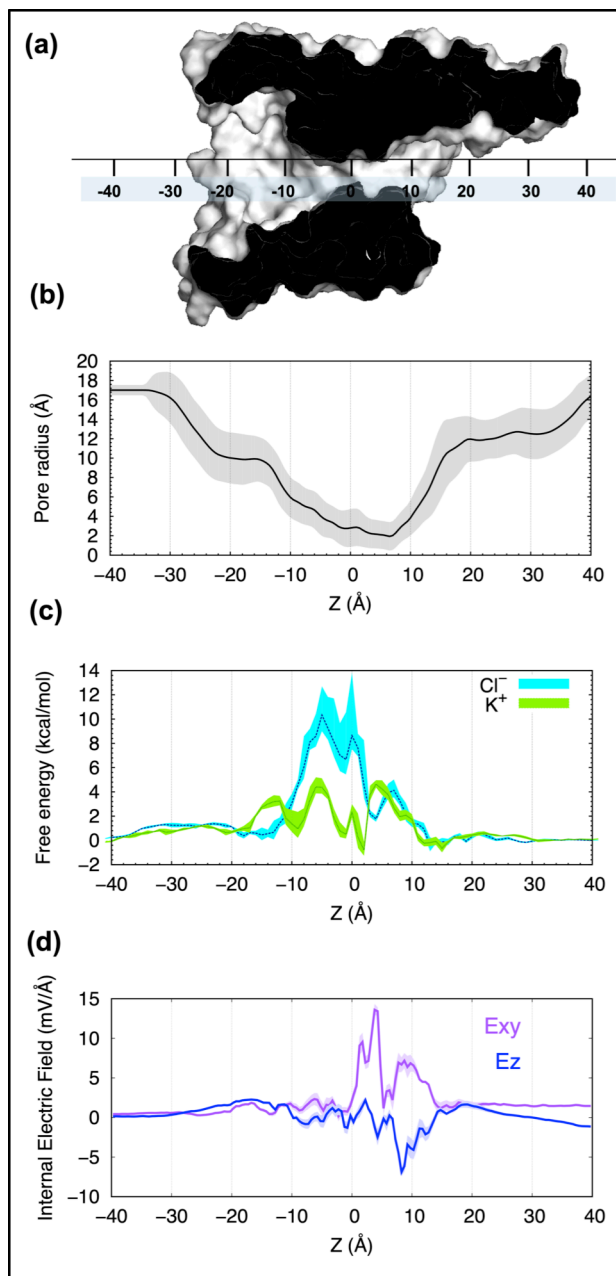 (a)
-40 -30 -20 -10 0 10 20 30 40
(b)
Pore radius (Å)
20
18
16
14
12
10
8
6
4
2
0
−40 −30 −20 −10 0 10 20 30 40
Z (Å)
(c)
Free energy (kcal/mol)
14
12
10
8
6
4
2
0
−2
Cl⁻
K⁺
−40 −30 −20 −10 0 10 20 30 40
Z (Å)
(d)
Internal Electric Field (mV/Å)
15
10
5
0
−5
−10
Exy
Ez
−40 −30 −20 −10 0 10 20 30 40
Z (Å)